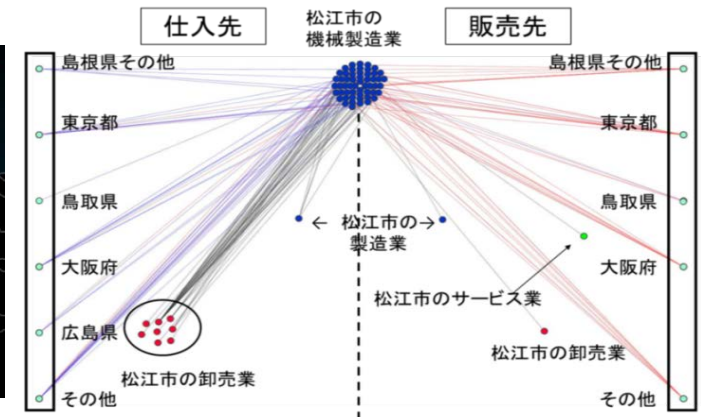 仕入先
松江市の
機械製造業
販売先
島根県その他
島根県その他
東京都
東京都
鳥取県
鳥取県
← 松江市の→
製造業
大阪府
大阪府
松江市のサービス業
広島県
松江市の卸売業
松江市の卸売業
その他
その他